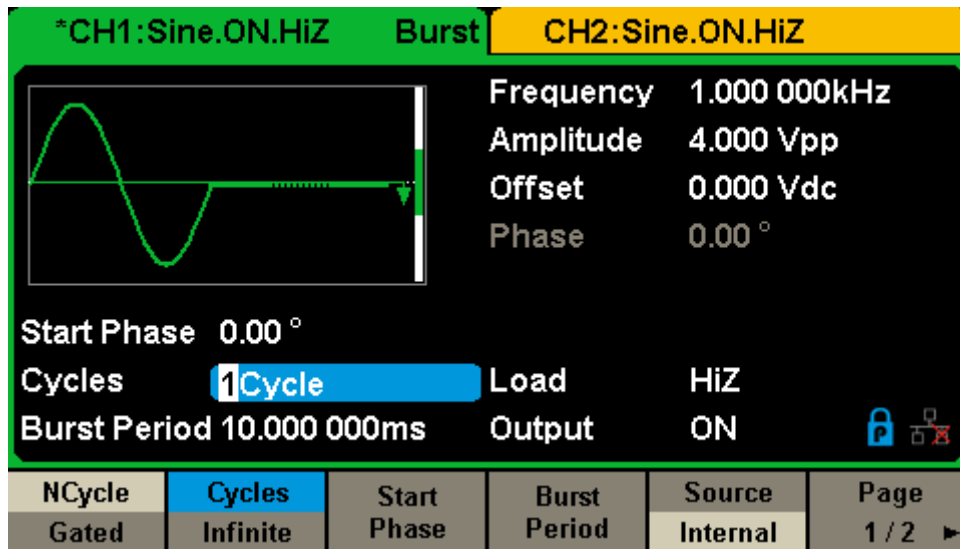 *CH1:Sine.ON.HiZ Burst CH2:Sine.ON.HiZ
Frequency 1.000 000kHz
Amplitude 4.000 Vpp
Offset 0.000 Vdc
Phase 0.00 °
Start Phase 0.00 °
Cycles 1Cycle Load HiZ
Burst Period 10.000 000ms Output ON P
NCycle Cycles Start Burst Source Page
Gated Infinite Phase Period Internal 1 / 2 ►